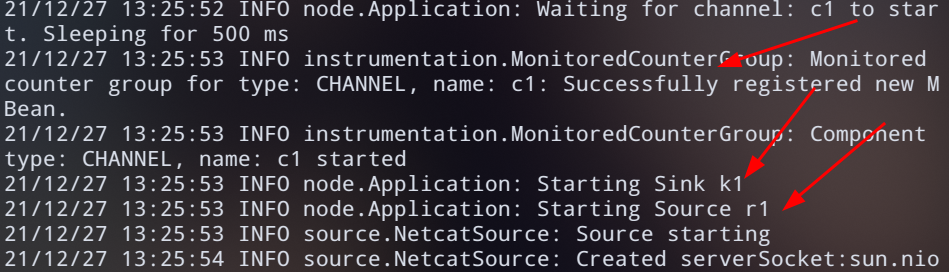 21/12/27 13:25:52 INFO node.Application: Waiting for channel: c1 to star
t. Sleeping for 500 ms
21/12/27 13:25:53 INFO instrumentation.MonitoredCounterGroup: Monitored
counter group for type: CHANNEL, name: c1: Successfully registered new M
Bean.
21/12/27 13:25:53 INFO instrumentation.MonitoredCounterGroup: Component
type: CHANNEL, name: c1 started
21/12/27 13:25:53 INFO node.Application: Starting Sink k1
21/12/27 13:25:53 INFO node.Application: Starting Source r1
21/12/27 13:25:53 INFO source.NetcatSource: Source starting
21/12/27 13:25:54 INFO source.NetcatSource: Created serverSocket:sun.nio